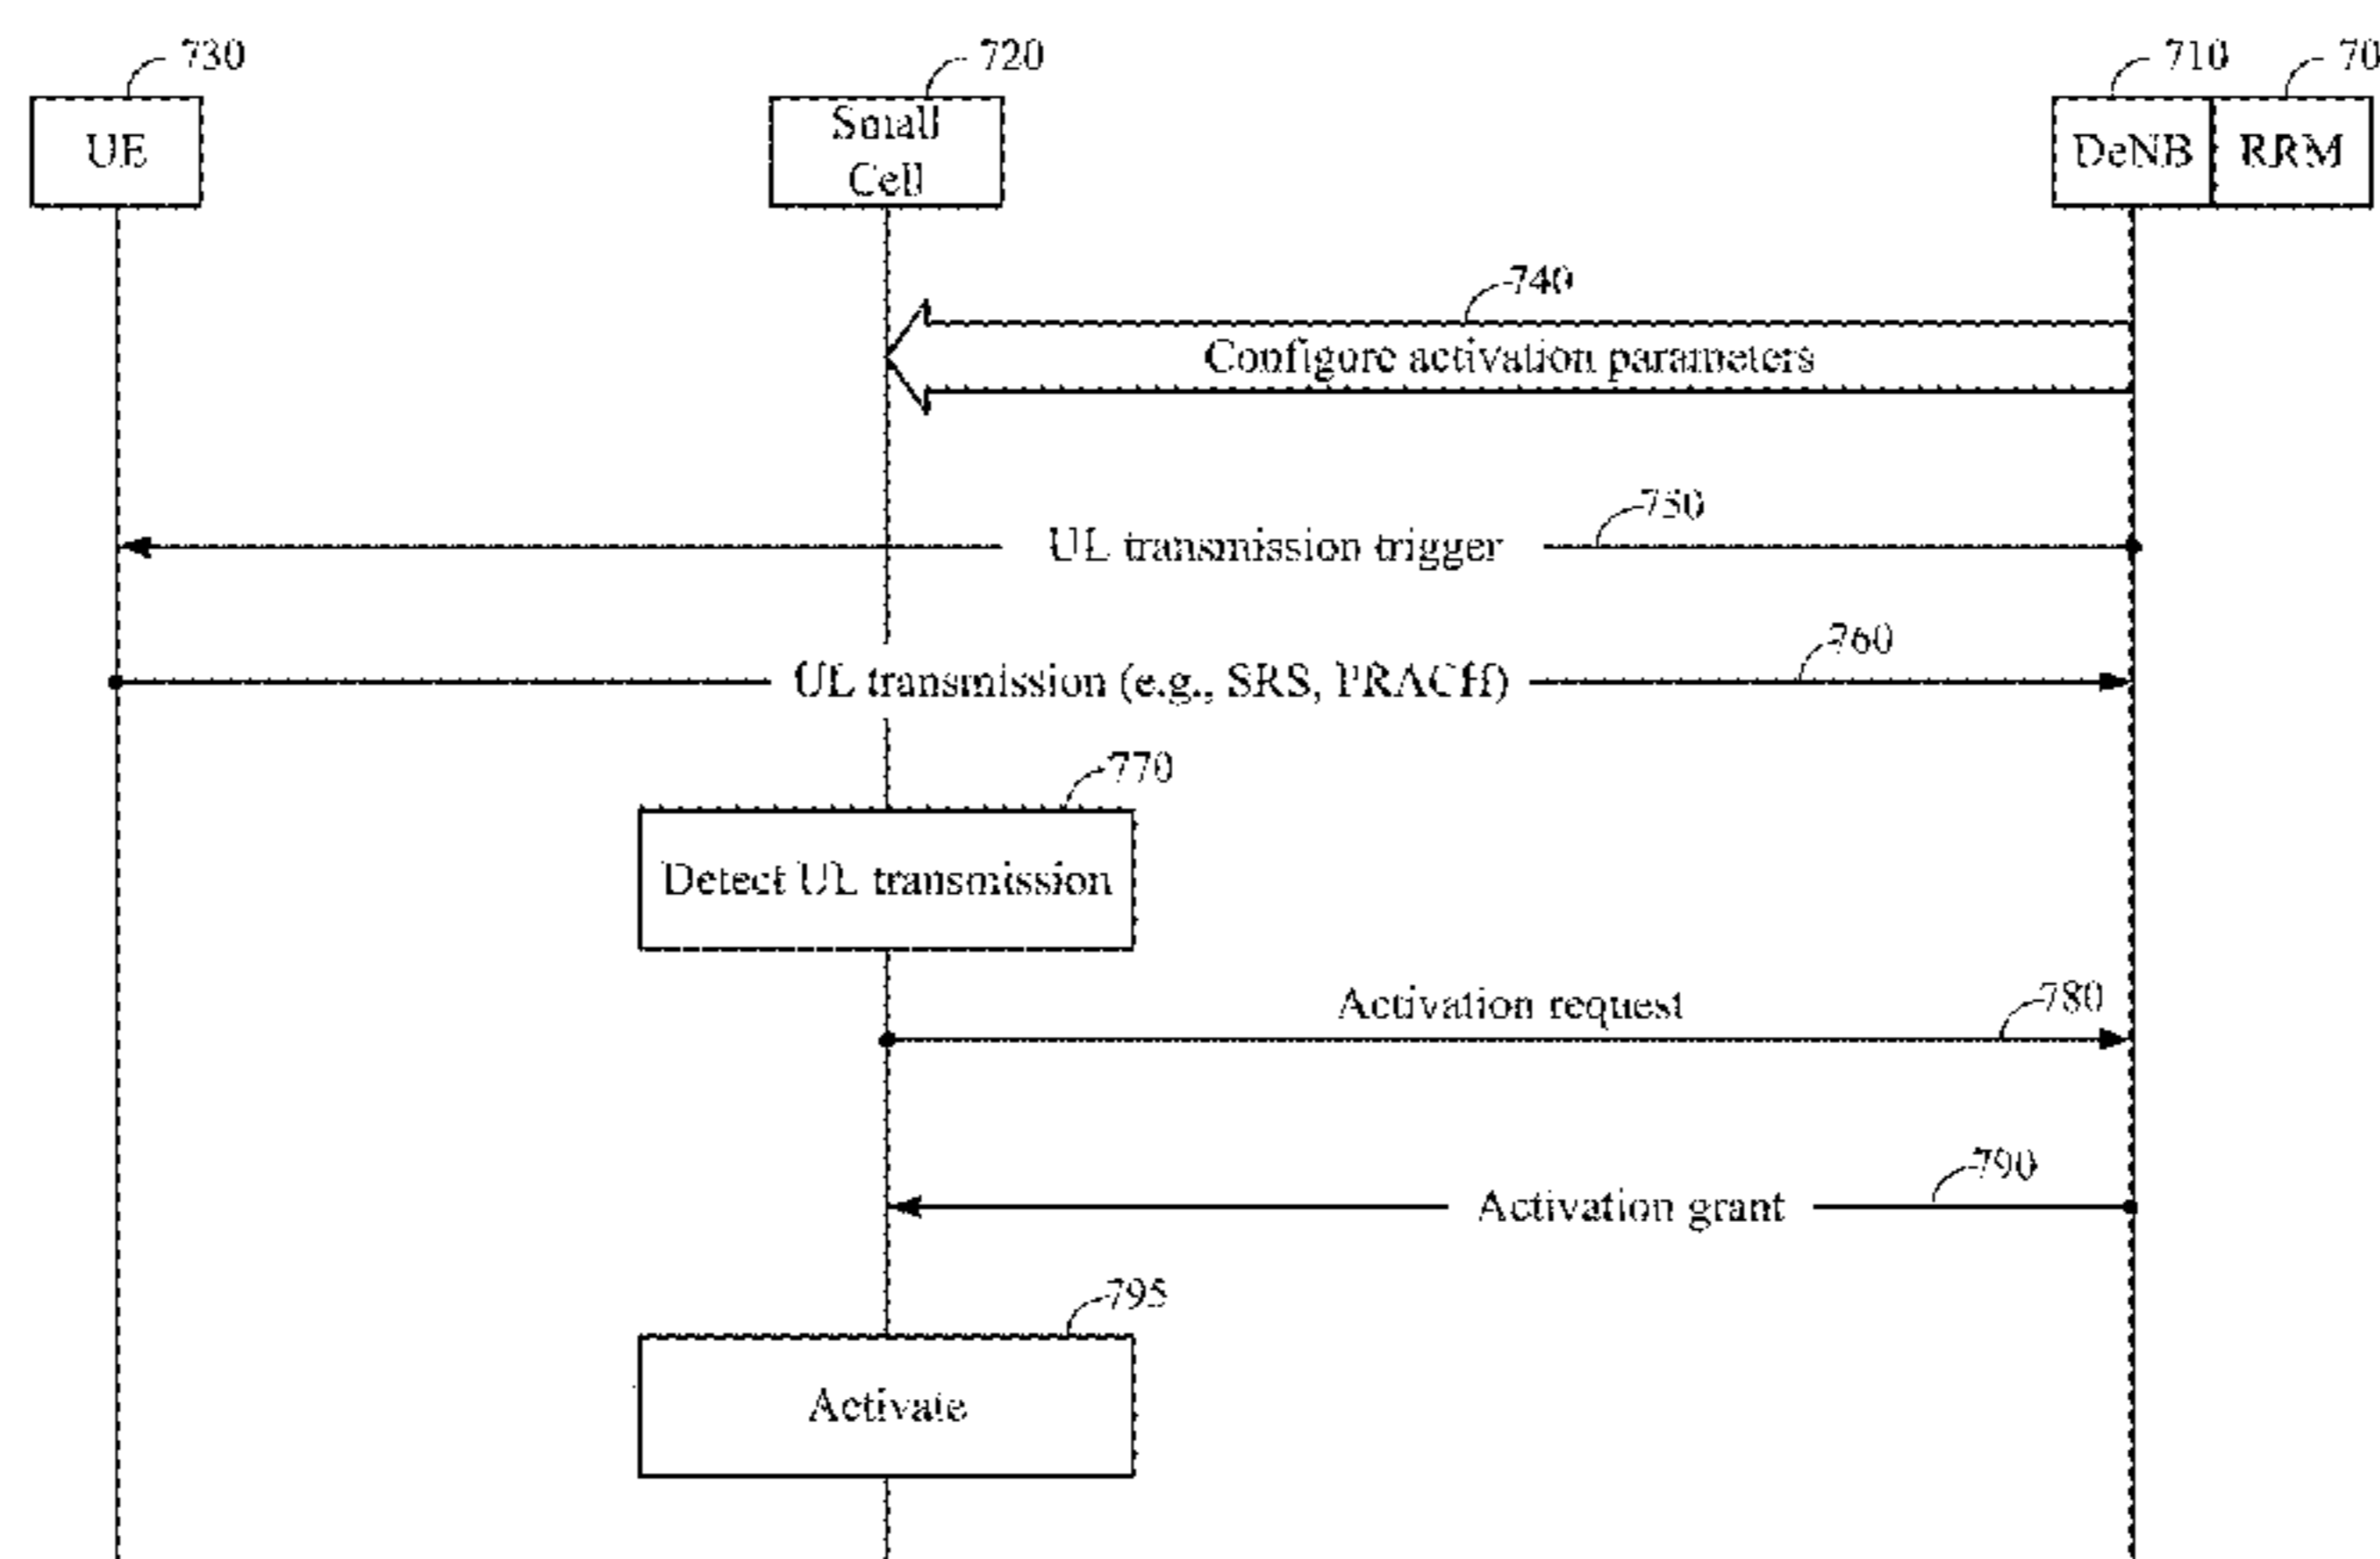 730
720
710
70
UE
Small
Cell
DeNB
RRM
740
Configure activation parameters
750
UL transmission trigger
760
UL transmission (e.g., SRS, PRACH)
770
Detect UL transmission
Activation request
780
790
Activation grant
795
Activate